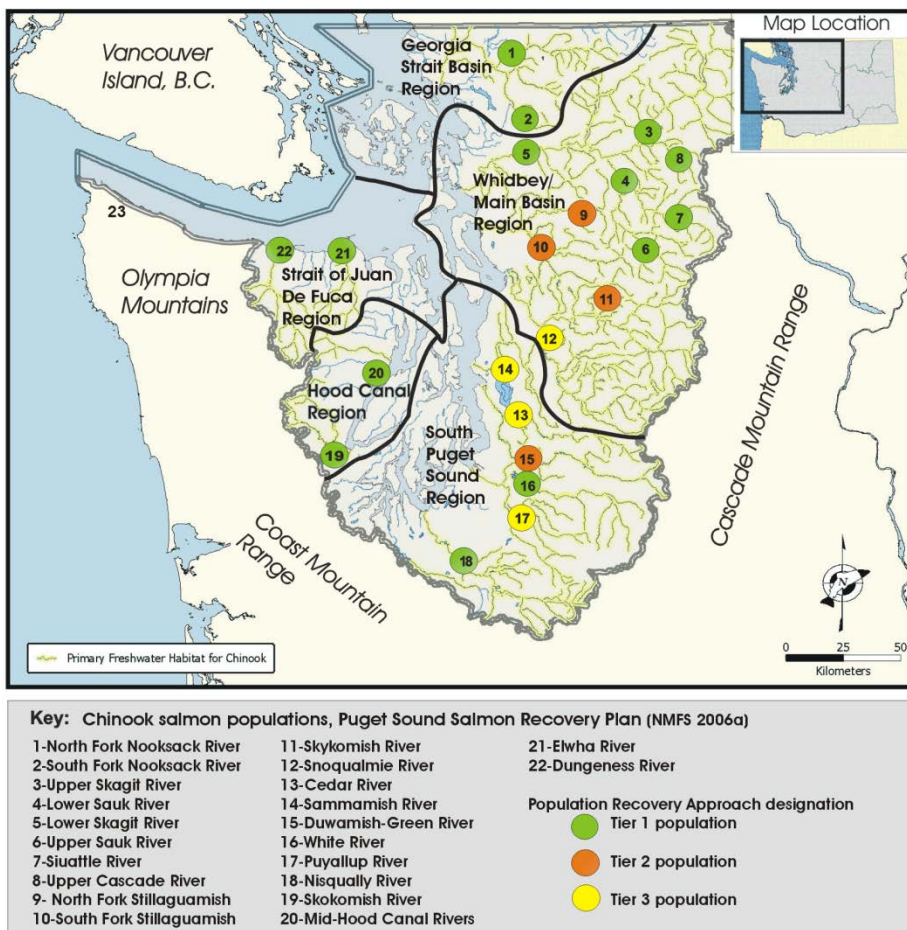 Map Location
Vancouver
Island, B.C.
Georgia
Strait Basin
Region
1
2
3
5
8
4
Whidbey/
Main Basin
Region
9
7
10
6
23
22
21
Olympia
Mountains
Strait of Juan
De Fuca
Region
11
12
14
20
Hood Canal
Region
13
Cascade Mountain Range
South
Puget
Sound
Region
19
15
16
17
18
Coast Mountain
Range
N
Primary Freshwater Habitat for Chinook
0 25 50
Kilometers
Key: Chinook salmon populations, Puget Sound Salmon Recovery Plan (NMFS 2006a)
1-North Fork Nooksack River
2-South Fork Nooksack River
3-Upper Skagit River
4-Lower Sauk River
5-Lower Skagit River
6-Upper Sauk River
7-Siuattle River
8-Upper Cascade River
9- North Fork Stillaguamish
10-South Fork Stillaguamish
11-Skykomish River
12-Snoqualmie River
13-Cedar River
14-Sammamish River
15-Duwamish-Green River
16-White River
17-Puyallup River
18-Nisqually River
19-Skokomish River
20-Mid-Hood Canal Rivers
21-Elwha River
22-Dungeness River
Population Recovery Approach designation
Tier 1 population
Tier 2 population
Tier 3 population